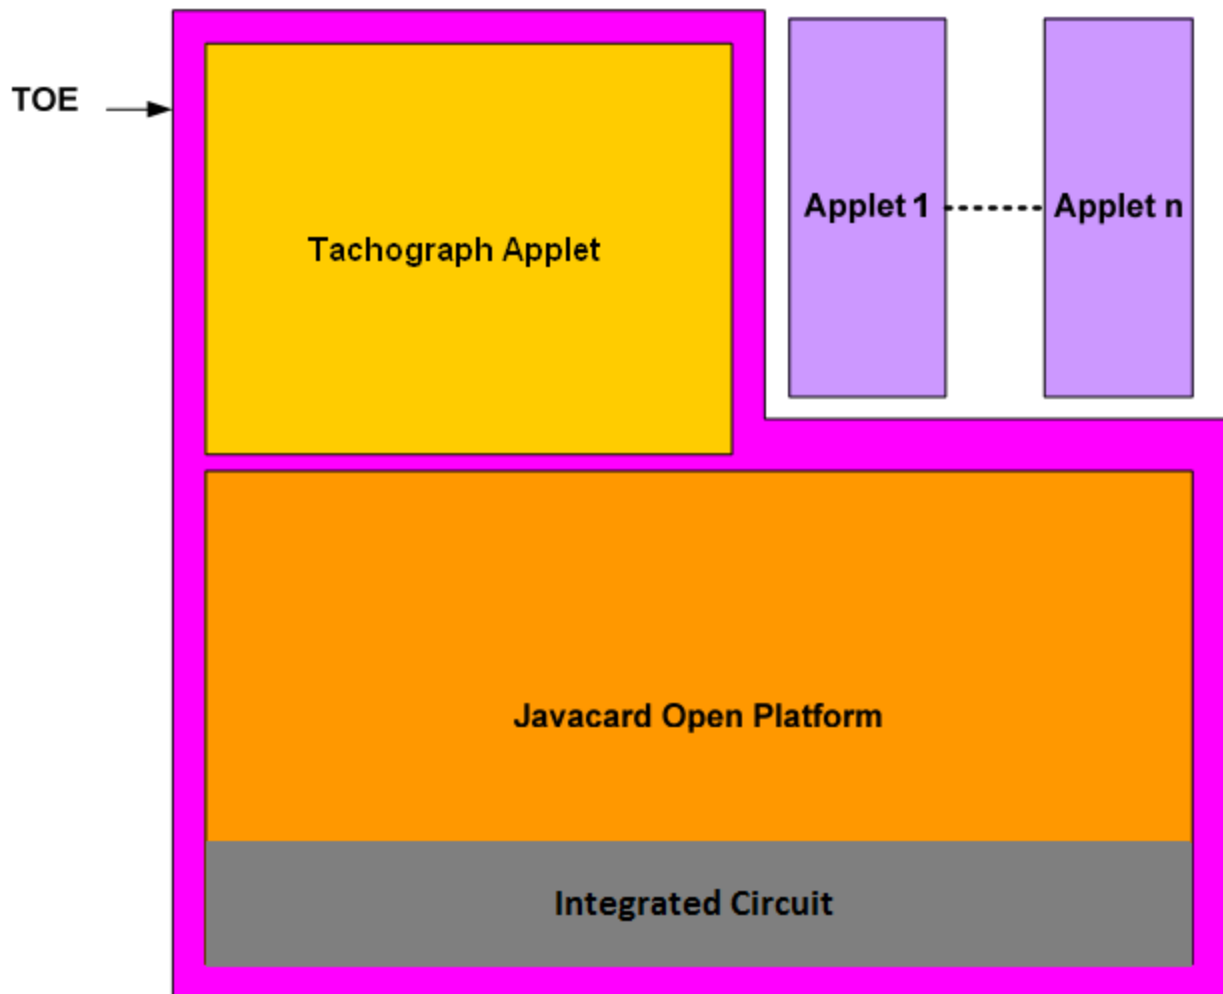 TOE
Tachograph Applet
Applet 1
Applet n
Javacard Open Platform
Integrated Circuit